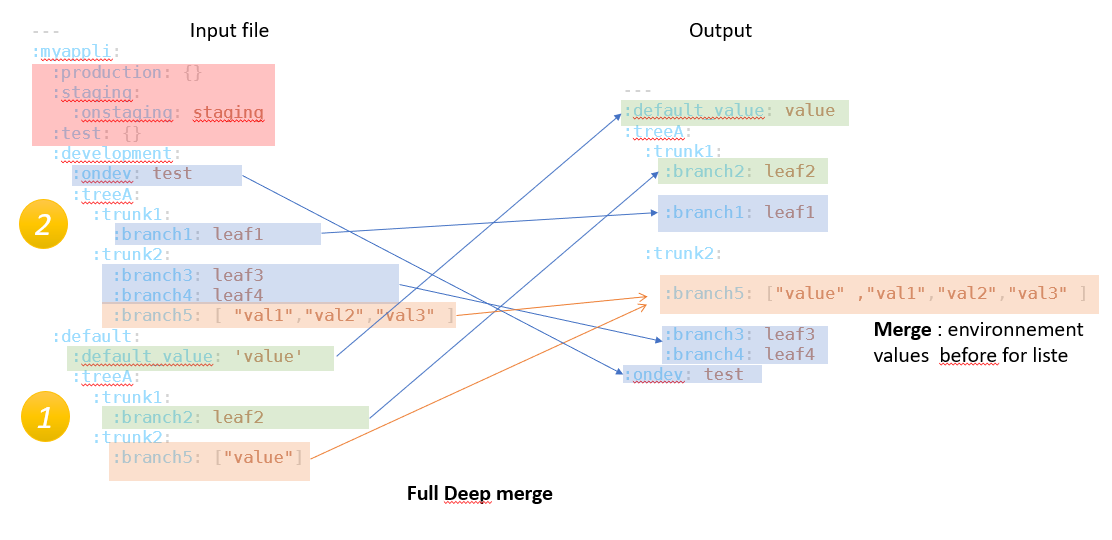 Input file
---
:myappli:
:production: {}
:staging:
:onstaging: staging
:test: {}
:development:
:ondev: test
:treeA:
:trunk1:
:branch1: leaf1
:trunk2:
:branch3: leaf3
:branch4: leaf4
:branch5: [ "val1","val2","val3" ]
:default:
:default_value: 'value'
:treeA:
:trunk1:
:branch2: leaf2
:trunk2:
:branch5: ["value"]
2
1
Output
---
:default_value: value
:treeA:
:trunk1:
:branch2: leaf2
:branch1: leaf1
:trunk2:
:branch5: ["value" ,"val1","val2","val3" ]
:branch3: leaf3
:branch4: leaf4
:ondev: test
Merge : environnement
values before for liste
Full Deep merge